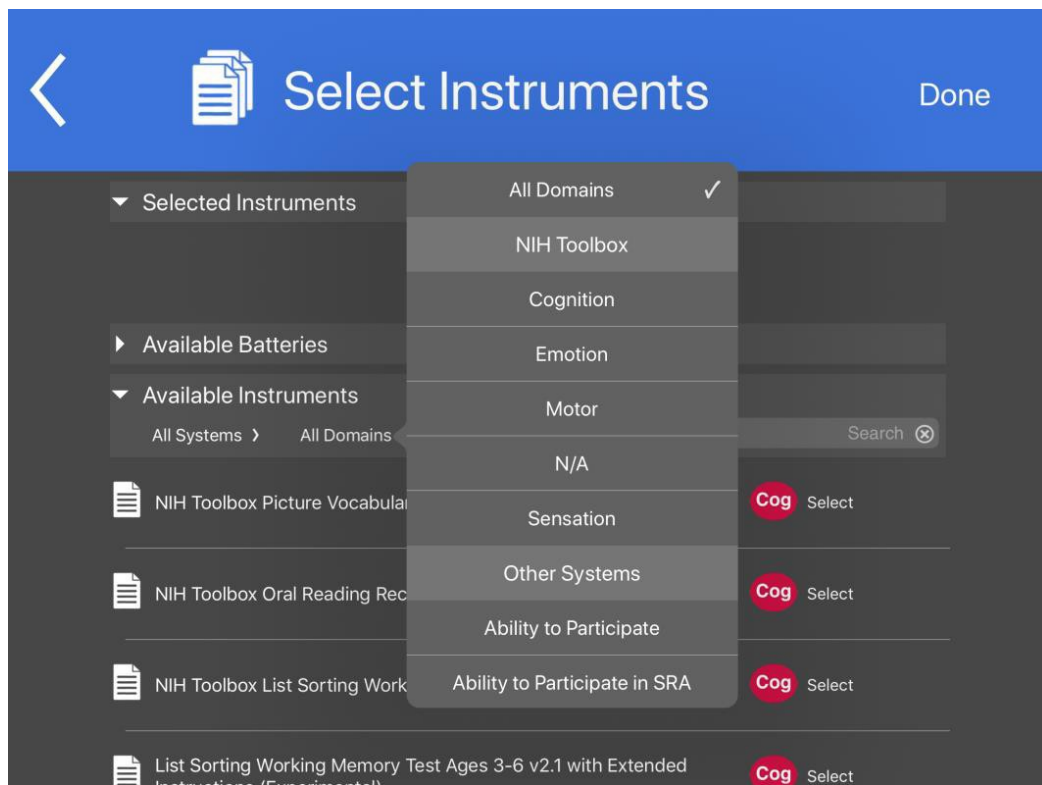 Select Instruments
Done
Selected Instruments
All Domains ✓
NIH Toolbox
Cognition
Emotion
Motor
N/A
Sensation
Other Systems
Ability to Participate
Ability to Participate in SRA
Available Batteries
Available Instruments
All Systems All Domains
Search
NIH Toolbox Picture
Cog Select
NIH Toolbox Oral Reading
Cog Select
NIH Toolbox List Sorting
Cog Select
List Sorting Working Memory Test Ages 3-6 v2.1 with Extended
Instructions (Experimental)
Cog Select